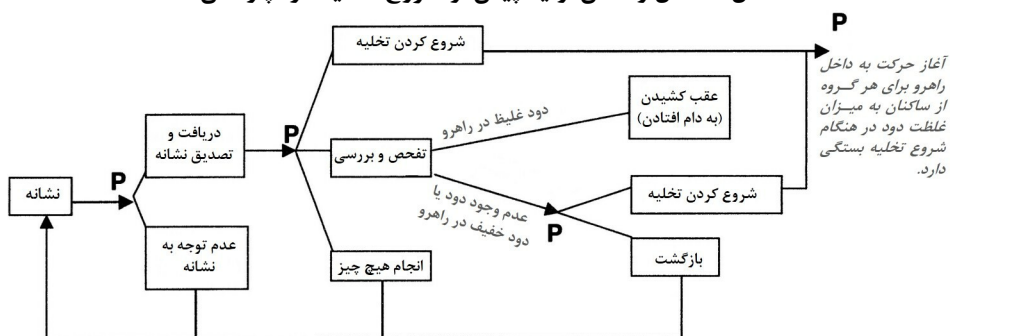 P
شروع کردن تخلیه
آغاز حرکت به داخل
راهرو برای هر گـــروه
از ساکنان به میــزان
غلظت دود در هنگام
شروع تخلیه بستگی
دارد.
عقب کشیدن
(به دام افتادن)
دود غلیظ در راهرو
دریافت و
تصدیق نشانه
P
تفحص و بررسی
نشانه
P
عدم وجود دود یا
دود خفیف در راهرو
شروع کردن تخلیه
P
عدم توجه به
نشانه
انجام هیچ چیز
بازگشت